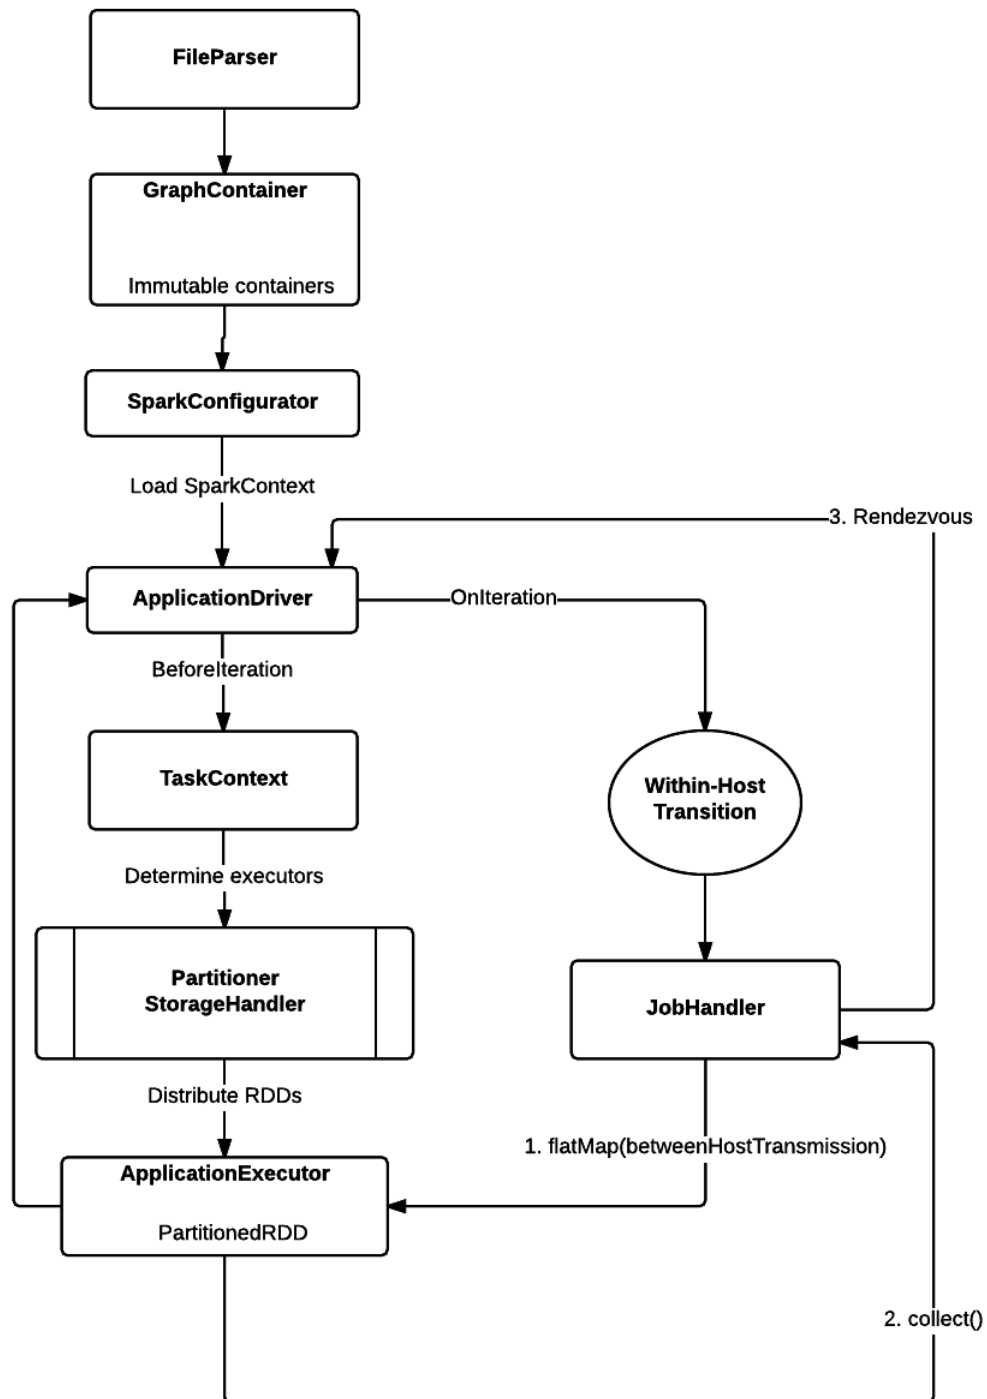 FileParser
GraphContainer
Immutable containers
SparkConfigurator
Load SparkContext
3. Rendezvous
ApplicationDriver
OnIteration
BeforeIteration
TaskContext
Within-Host
Transition
Determine executors
Partitioner
StorageHandler
JobHandler
Distribute RDDs
1. flatMap(betweenHostTransmission)
ApplicationExecutor
PartitionedRDD
2. collect()